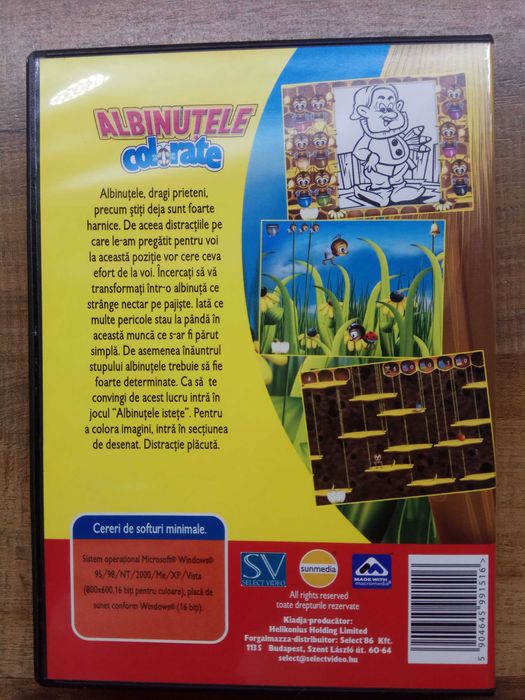 ALBINUȚELE
colorate
Albinuțele, dragi prieteni,
precum știți deja sunt foarte
harnice. De aceea distracțiile pe
care le-am pregătit pentru voi
la această poziție vor cere ceva
efort de la voi. Încercați să vă
transformați într-o albinuță ce
strânge nectar pe pajiște. Iată ce
multe pericole stau la pândă în
această muncă ce s-ar fi părut
simplă. De asemenea înăuntrul
stupului albinuțele trebuie să fie
foarte determinate. Ca să te
convingi de acest lucru intră în
jocul "Albinuțele istețe". Pentru
a colora imagini, intră în secțiunea
de desenat. Distracție plăcută.
Cereri de softuri minimale.
Sistem operațional Microsoft® Windows®
95/98/NT/2000/Me/XP/Vista
(800x600,16 biți pentru culoare), placă de
sunet conform Windows® (16 biți).
SV
SELECT VIDEO
sunmedia
MADE WITH
macromedia®
All rights reserved
toate drepturile rezervate
Kiadja-producător:
Helikonius Holding Limited
Forgalmazza-distribuitor: Select'86 Kft.
1135 Budapest, Szent László út. 60-64
select@selectvideo.hu
5 904645 991516 >